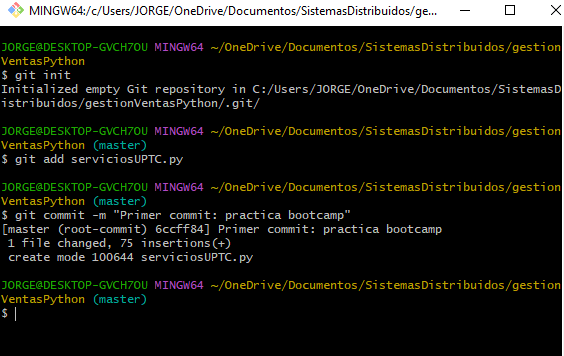 MINGW64:/c/Users/JORGE/OneDrive/Documentos/SistemasDistribuidos/ge...
JORGE@DESKTOP-GVCH7OU MINGW64 ~/OneDrive/Documentos/SistemasDistribuidos/gestion
VentasPython
$ git init
Initialized empty Git repository in C:/Users/JORGE/OneDrive/Documentos/SistemasD
istribuidos/gestionVentasPython/.git/
JORGE@DESKTOP-GVCH7OU MINGW64 ~/OneDrive/Documentos/SistemasDistribuidos/gestion
VentasPython (master)
$ git add serviciosUPTC.py
JORGE@DESKTOP-GVCH7OU MINGW64 ~/OneDrive/Documentos/SistemasDistribuidos/gestion
VentasPython (master)
$ git commit -m "Primer commit: practica bootcamp"
[master (root-commit) 6ccff84] Primer commit: practica bootcamp
 1 file changed, 75 insertions(+)
 create mode 100644 serviciosUPTC.py
JORGE@DESKTOP-GVCH7OU MINGW64 ~/OneDrive/Documentos/SistemasDistribuidos/gestion
VentasPython (master)
$